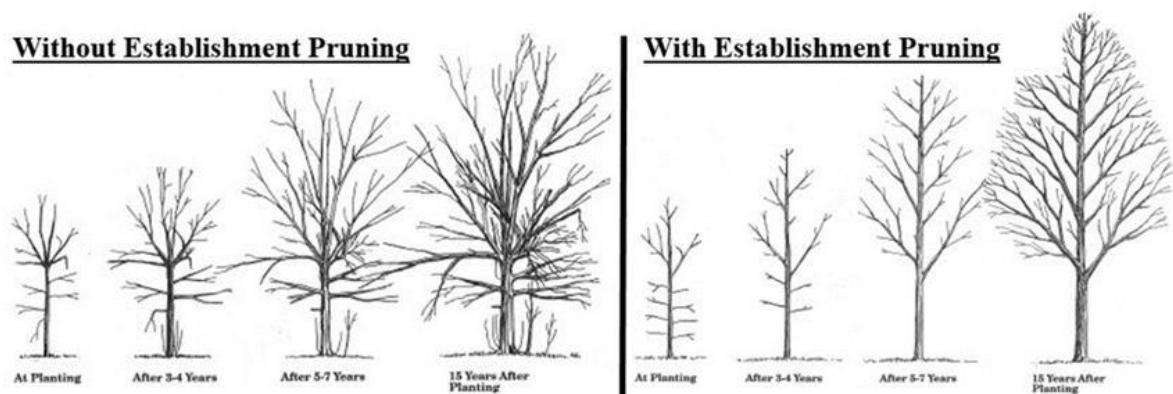 Without Establishment Pruning
At Planting
After 3-4 Years
After 5-7 Years
15 Years After
Planting
With Establishment Pruning
At Planting
After 3-4 Years
After 5-7 Years
15 Years After
Planting